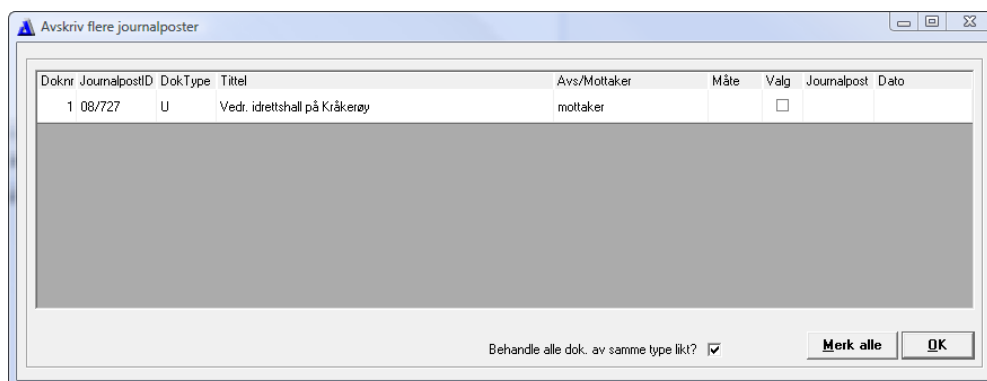 Avskriv flere journalposter
Doknr JournalpostID DokType Tittel Avs/Mottaker Måte Valg Journalpost Dato
1 08/727 U Vedr. idrettshall på Kråkerøy mottaker
Behandle alle dok. av samme type likt? Merk alle OK